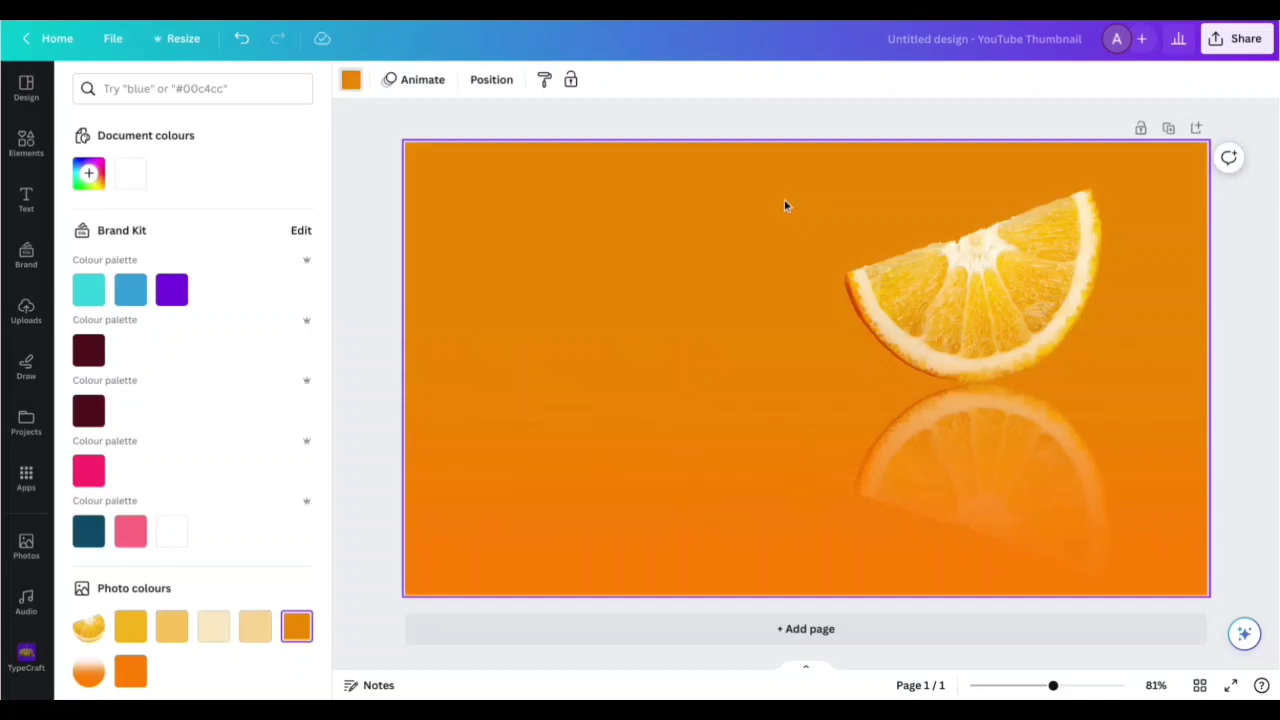 Home File Resize Untitled design - YouTube Thumbnail A Share
Design
Elements
Text
Brand
Uploads
Draw
Projects
Apps
Photos
Audio
TypeCraft
Try "blue" or "#00c4cc"
Document colours
Brand Kit Edit
Colour palette
Colour palette
Colour palette
Colour palette
Colour palette
Photo colours
Animate Position
+ Add page
Notes Page 1 / 1 81%